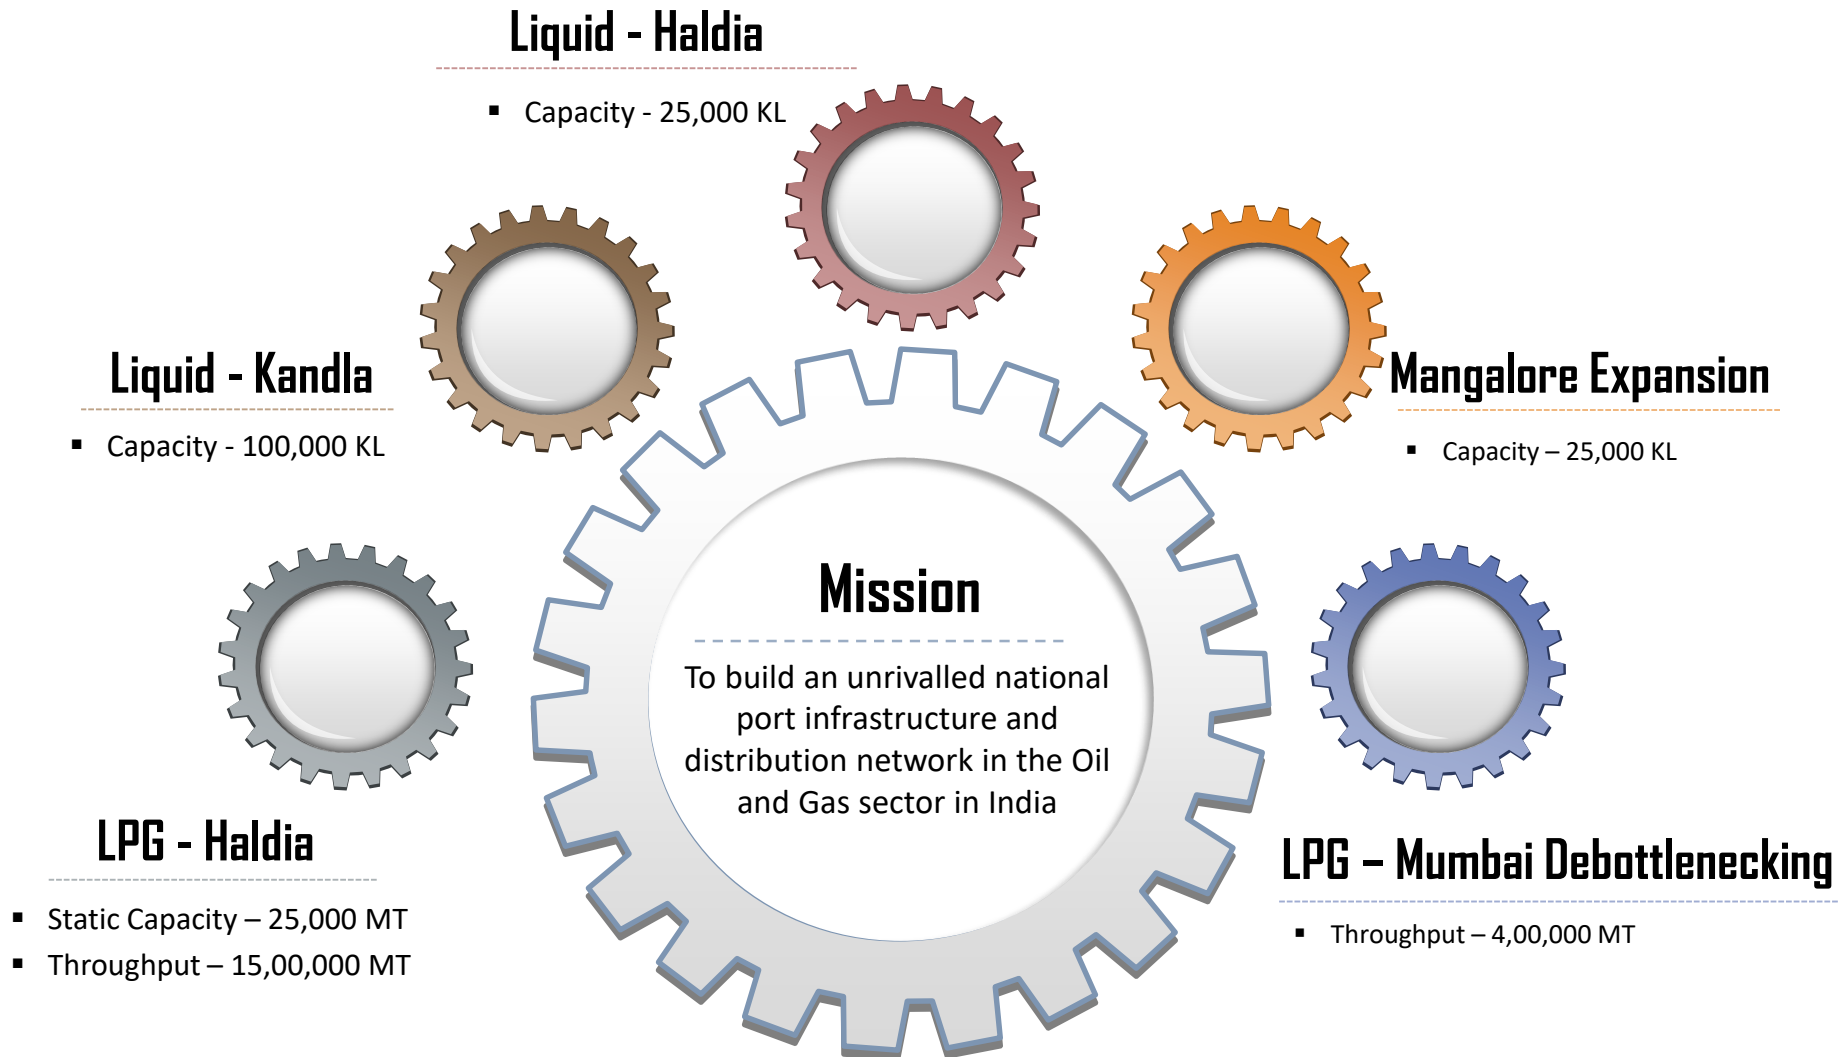 Liquid - Haldia
▪ Capacity - 25,000 KL
Liquid - Kandla
▪ Capacity - 100,000 KL
Mangalore Expansion
▪ Capacity – 25,000 KL
Mission
To build an unrivalled national
port infrastructure and
distribution network in the Oil
and Gas sector in India
LPG - Haldia
▪ Static Capacity – 25,000 MT
▪ Throughput – 15,00,000 MT
LPG – Mumbai Debottlenecking
▪ Throughput – 4,00,000 MT